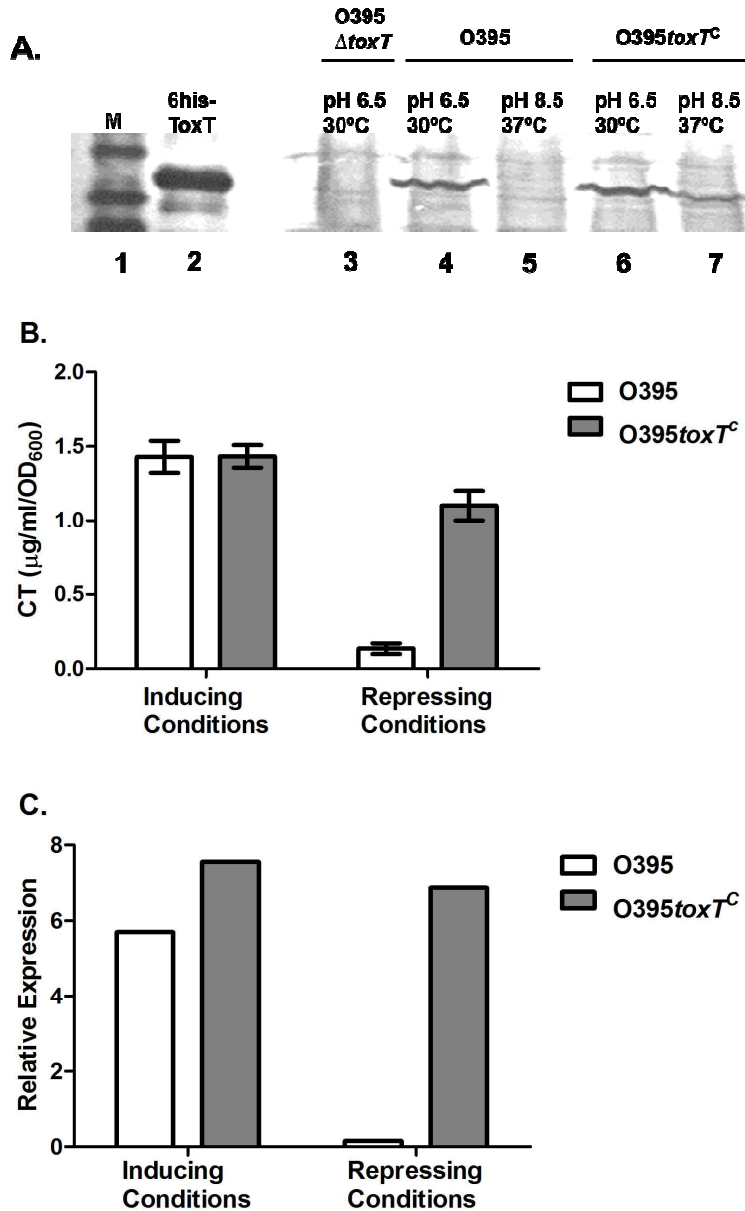 A.
O395
ΔtoxT
O395
O395toxTᶜ
M
6his-
ToxT
pH 6.5
30ºC
pH 6.5
30ºC
pH 8.5
37ºC
pH 6.5
30ºC
pH 8.5
37ºC
1 2 3 4 5 6 7
B.
CT (μg/ml/OD₆₀₀)
2.0
1.5
1.0
0.5
0.0
Inducing
Conditions
Repressing
Conditions
O395
O395toxTᶜ
C.
Relative Expression
8
6
4
2
0
Inducing
Conditions
Repressing
Conditions
O395
O395toxTᶜ